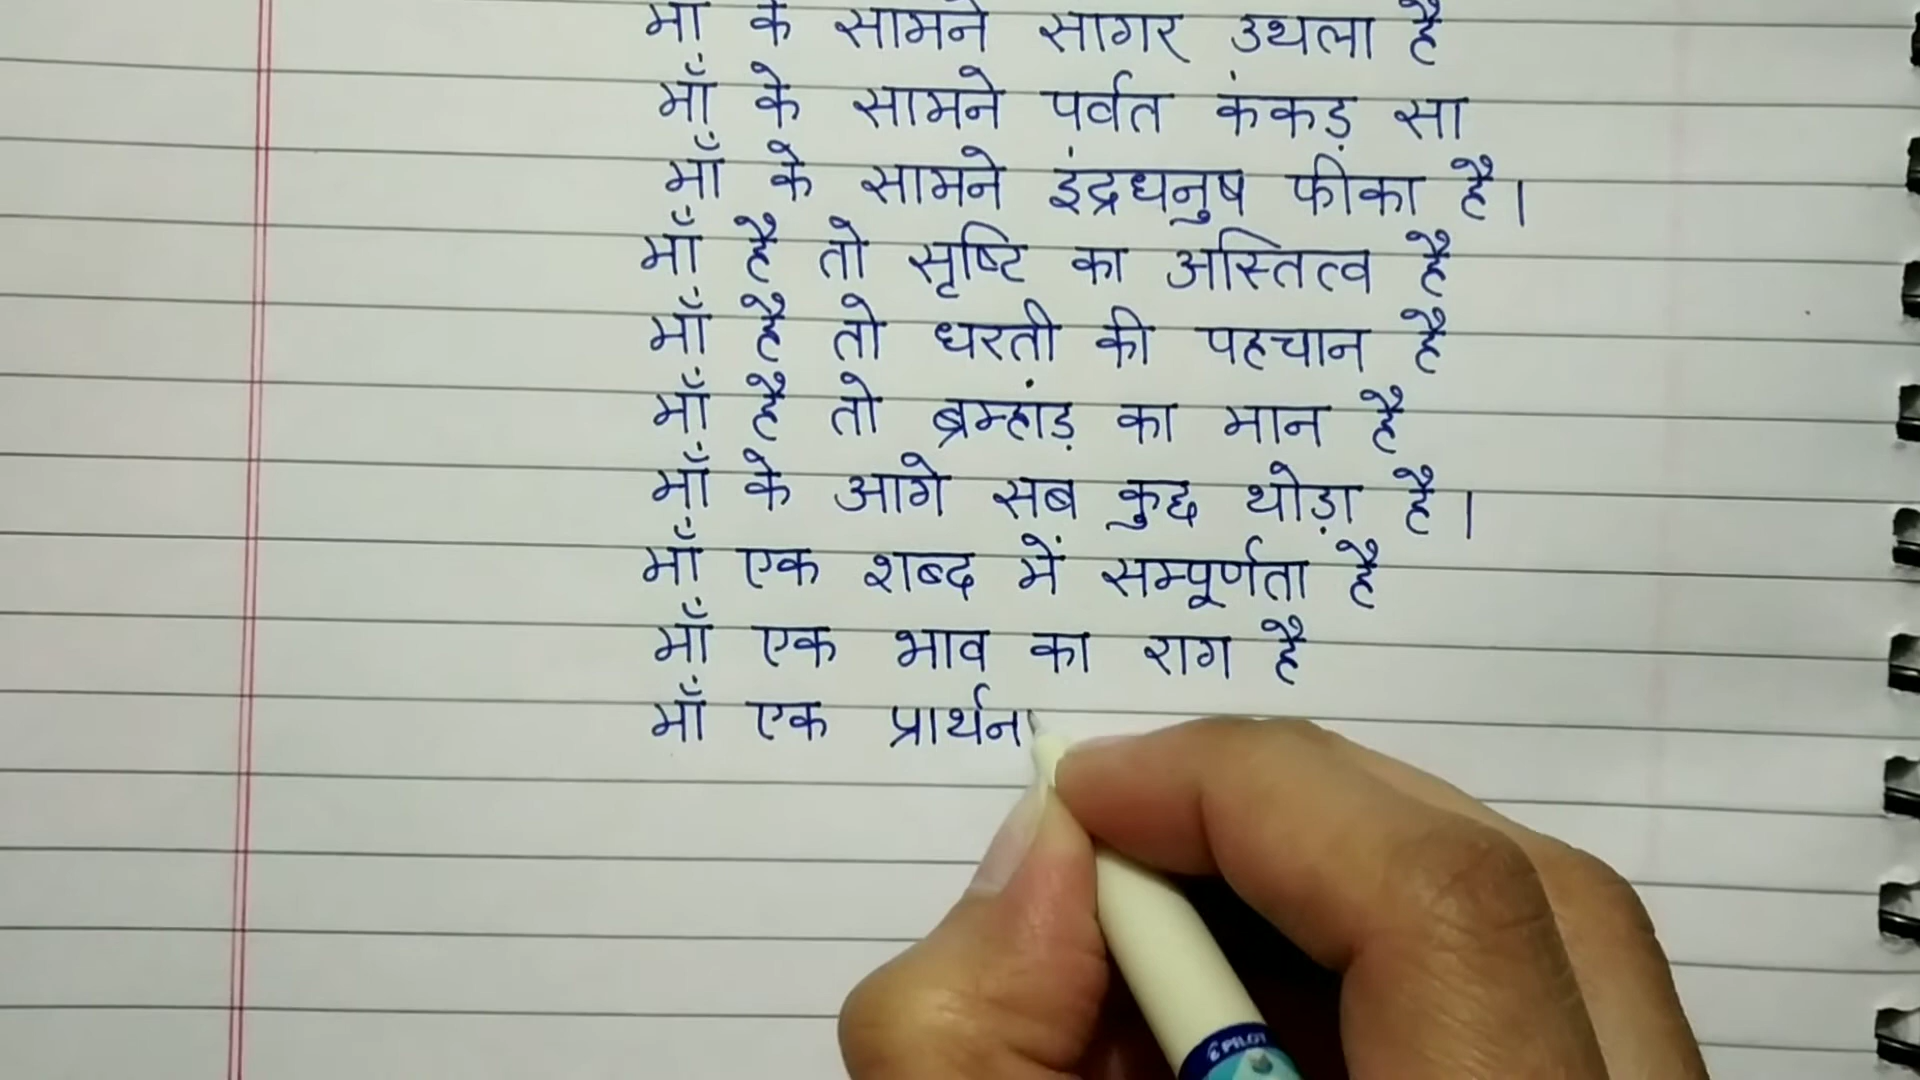 माँ के सामने सागर उथला है
माँ के सामने पर्वत कंकड़ सा
माँ के सामने इंद्रधनुष फीका है।
माँ है तो सृष्टि का अस्तित्व है
माँ है तो धरती की पहचान है
माँ है तो ब्रम्हांड़ का मान है
माँ के आगे सब कुछ थोड़ा है।
माँ एक शब्द में सम्पूर्णता है
माँ एक भाव का राग है
माँ एक प्रार्थन
PILOT